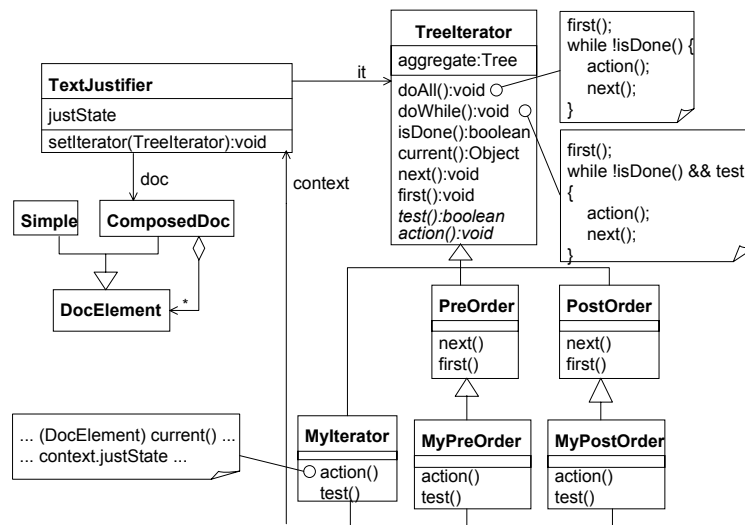 TreeIterator
aggregate:Tree
doAll():void
doWhile():void
isDone():boolean
current():Object
next():void
first():void
test():boolean
action():void
first();
while !isDone() {
action();
next();
}
first();
while !isDone() && test
{
action();
next();
}
it
TextJustifier
justState
setIterator(TreeIterator):void
doc
context
Simple
ComposedDoc
*
DocElement
PreOrder
next()
first()
PostOrder
next()
first()
... (DocElement) current() ...
... context.justState ...
MyIterator
action()
test()
MyPreOrder
action()
test()
MyPostOrder
action()
test()